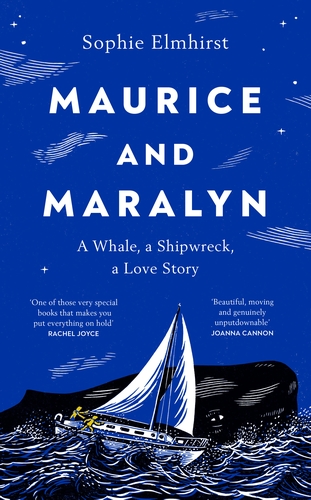 Sophie Elmhirst
MAURICE
AND
MARALYN
A Whale, a Shipwreck,
a Love Story
‘One of those very special
books that makes you
put everything on hold’
RACHEL JOYCE
‘Beautiful, moving
and genuinely
unputdownable’
JOANNA CANNON